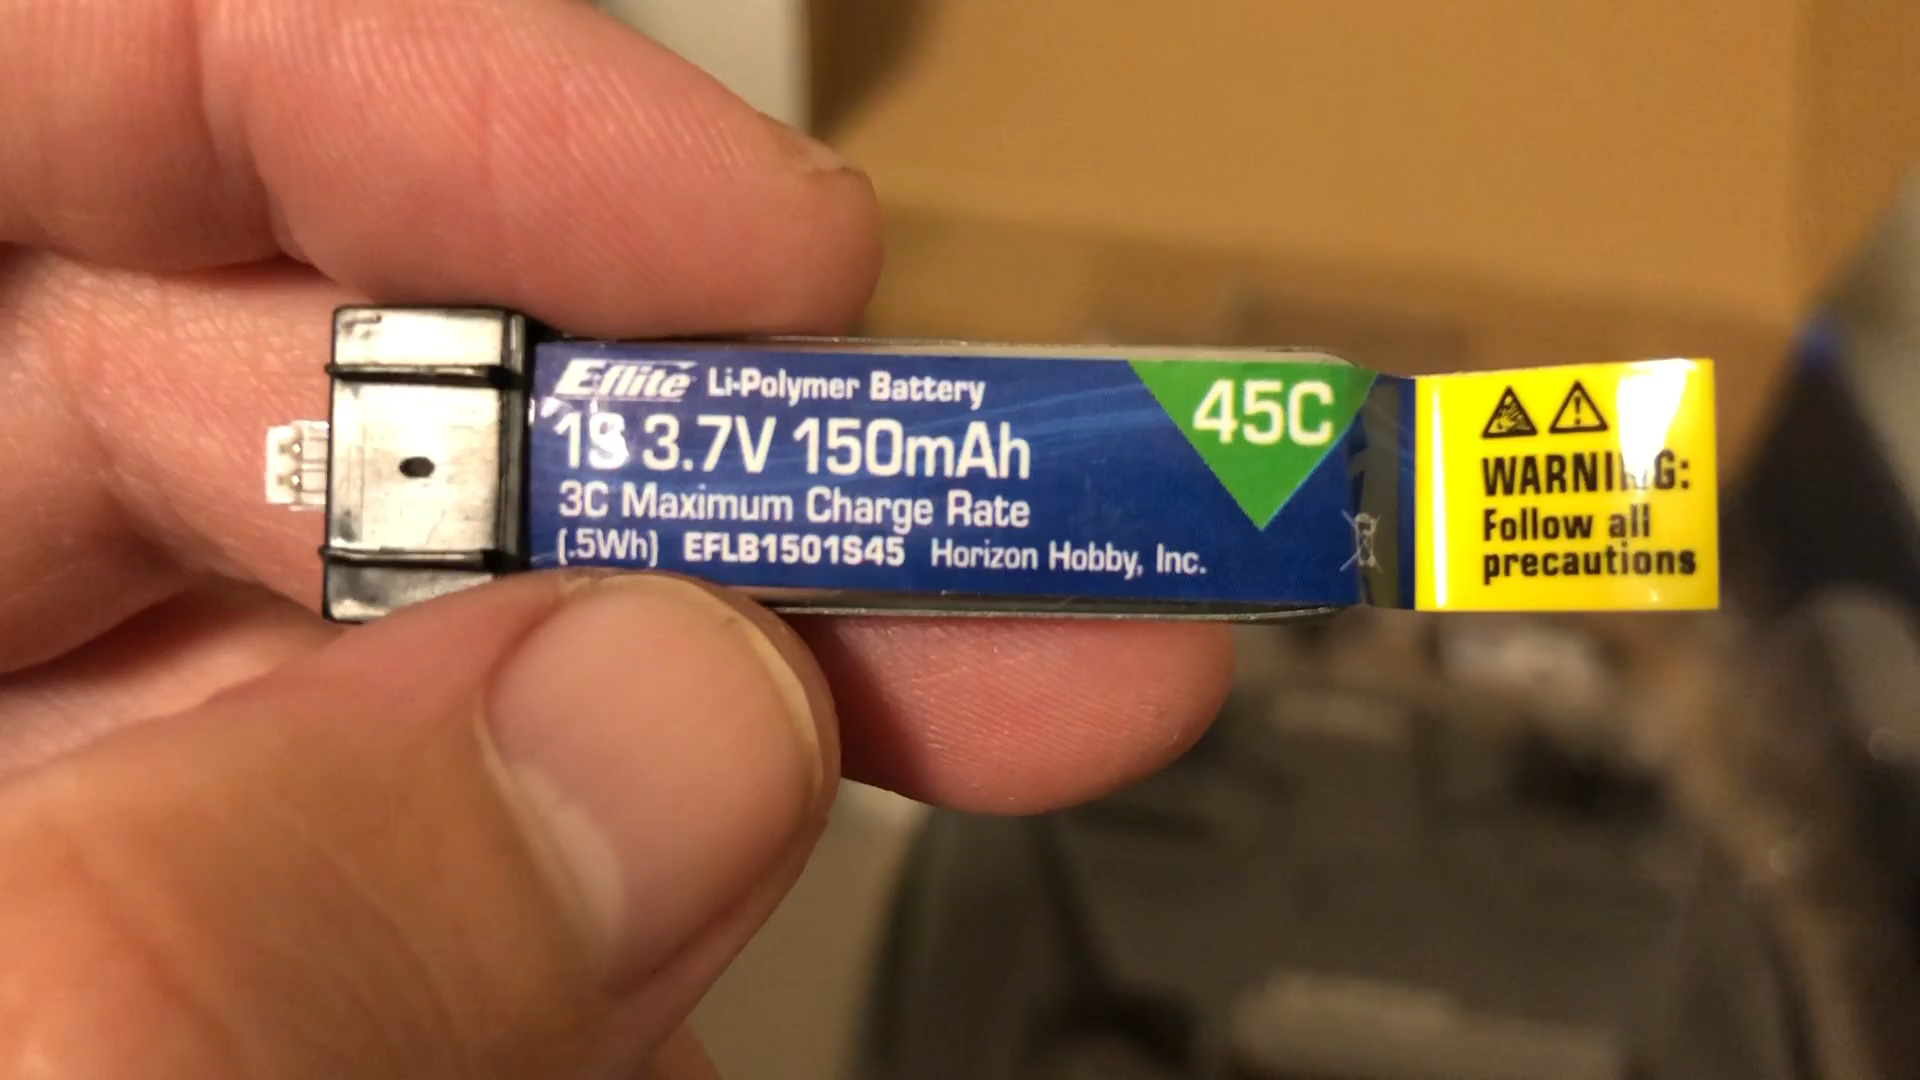 E-flite Li-Polymer Battery
1S 3.7V 150mAh
3C Maximum Charge Rate
(.5Wh) EFLB1501S45 Horizon Hobby, Inc.
45C
WARNING:
Follow all
precautions